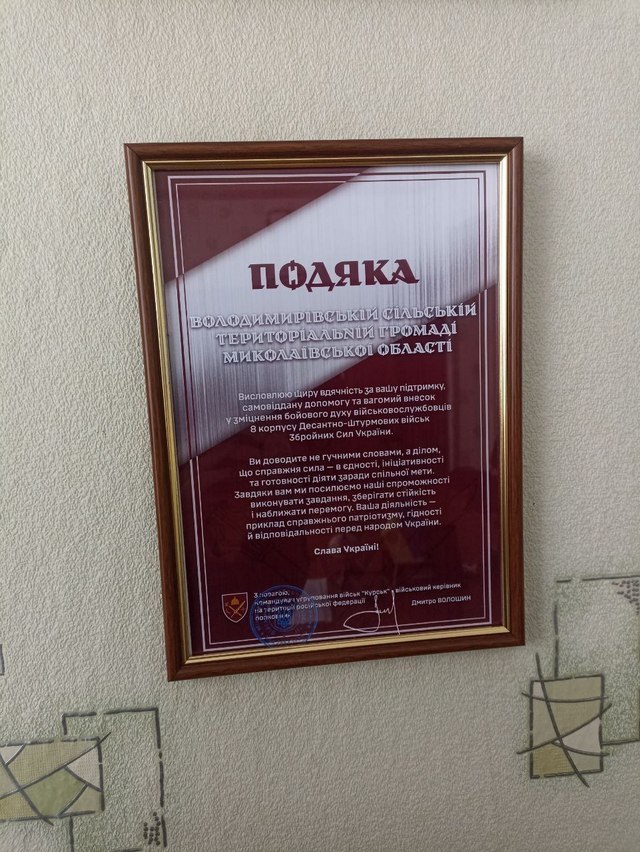 ПОДЯКА
ВОЛОДИМИРІВСЬКІЙ СІЛЬСЬКІЙ
ТЕРИТОРІАЛЬНІЙ ГРОМАДІ
МИКОЛАЇВСЬКОЇ ОБЛАСТІ
Висловлюю щиру вдячність за вашу підтримку,
самовіддану допомогу та вагомий внесок
у зміцнення бойового духу військовослужбовців
8 корпусу Десантно-штурмових військ
Збройних Сил України.
Ви доводите не гучними словами, а ділом,
що справжня сила — в єдності, ініціативності
та готовності діяти заради спільної мети.
Завдяки вам ми посилюємо наші спроможності
виконувати завдання, зберігати стійкість
і наближати перемогу. Ваша діяльність —
приклад справжнього патріотизму, гідності
й відповідальності перед народом України.
Слава Україні!
З повагою,
командувач угруповання військ "Курськ" військовий керівник
на території російської федерації
полковник
Дмитро ВОЛОШИН